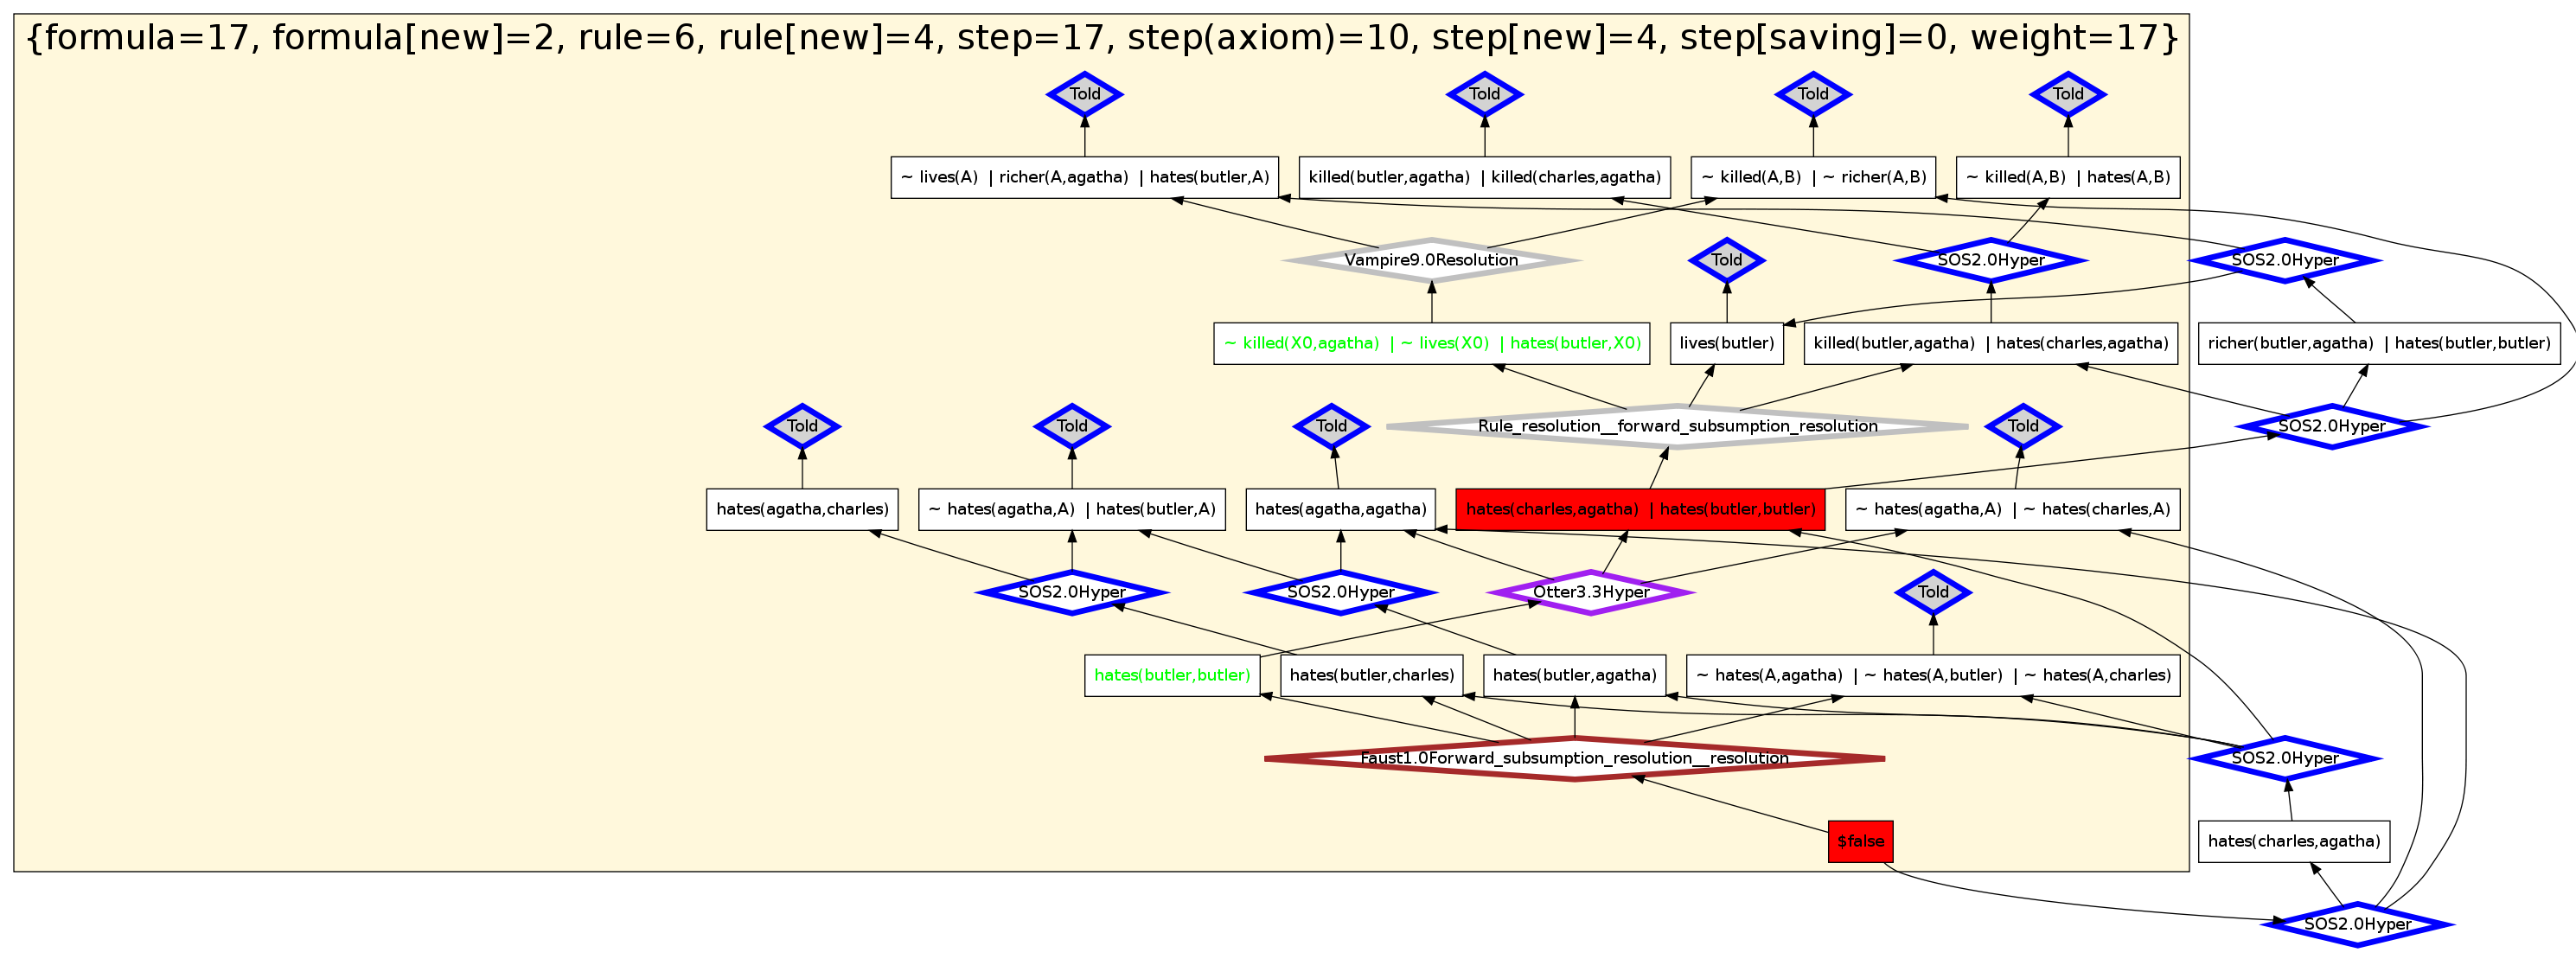 {formula=17, formula[new]=2, rule=6, rule[new]=4, step=17, step(axiom)=10, step[new]=4, step[saving]=0, weight=17}
Told
Told
Told
Told
~ lives(A) | richer(A,agatha) | hates(butler,A)
killed(butler,agatha) | killed(charles,agatha)
~ killed(A,B) | ~ richer(A,B)
~ killed(A,B) | hates(A,B)
Vampire9.0Resolution
Told
SOS2.0Hyper
SOS2.0Hyper
~ killed(X0,agatha) | ~ lives(X0) | hates(butler,X0)
lives(butler)
killed(butler,agatha) | hates(charles,agatha)
richer(butler,agatha) | hates(butler,butler)
Told
Told
Told
Rule_resolution__forward_subsumption_resolution
Told
SOS2.0Hyper
hates(agatha,charles)
~ hates(agatha,A) | hates(butler,A)
hates(agatha,agatha)
hates(charles,agatha) | hates(butler,butler)
~ hates(agatha,A) | ~ hates(charles,A)
SOS2.0Hyper
SOS2.0Hyper
Otter3.3Hyper
Told
hates(butler,butler)
hates(butler,charles)
hates(butler,agatha)
~ hates(A,agatha) | ~ hates(A,butler) | ~ hates(A,charles)
Faust1.0Forward_subsumption_resolution__resolution
SOS2.0Hyper
$false
hates(charles,agatha)
SOS2.0Hyper